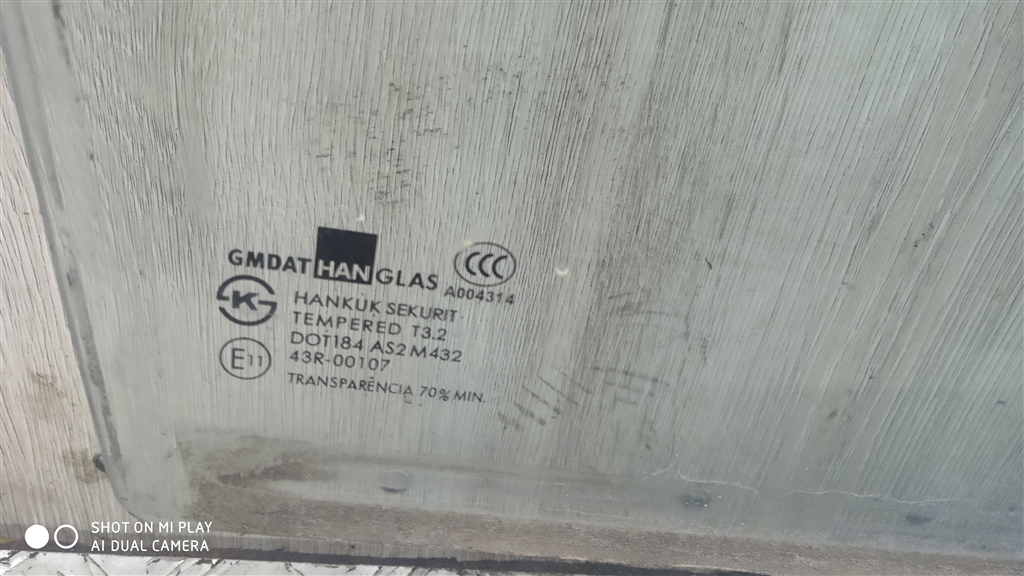 GMDAT HAN GLAS CCC
A004314
HANKUK SEKURIT
TEMPERED T3.2
DOT184 AS2 M432
E11 43R-00107
TRANSPARÊNCIA 70% MIN.
SHOT ON MI PLAY
AI DUAL CAMERA